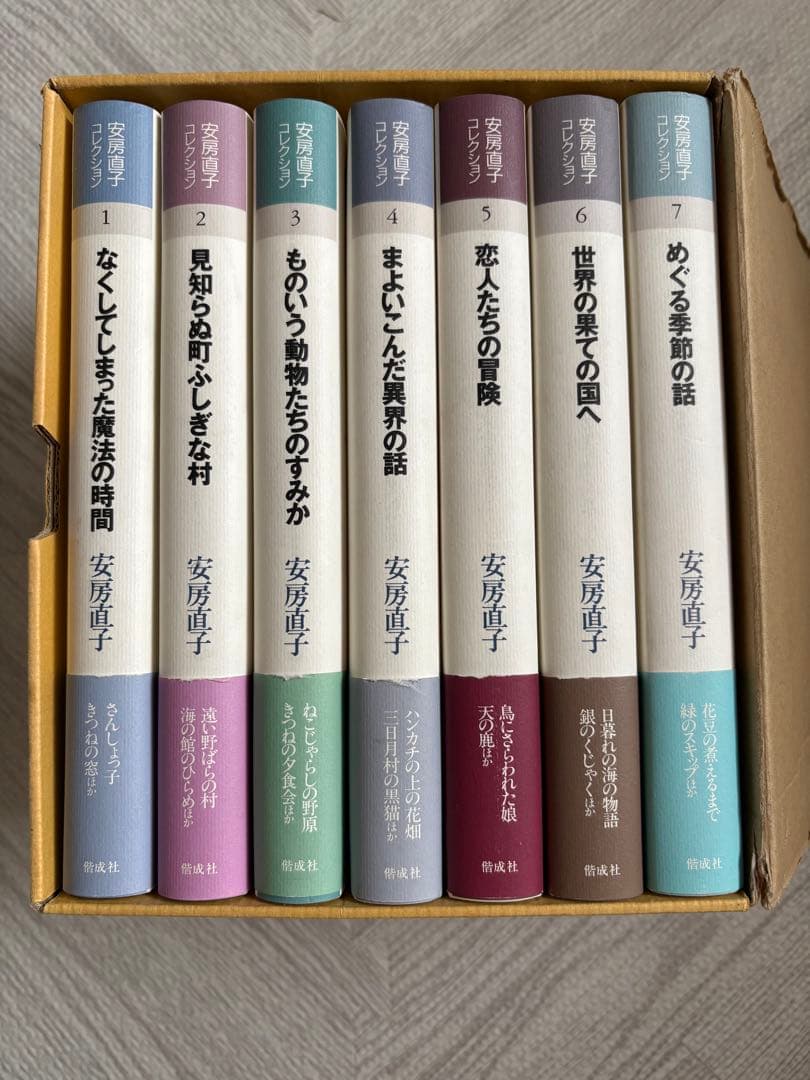 安房直子
コレクション
1
なくしてしまった魔法の時間
安房直子
さんしょっ子
きつねの窓ほか
偕成社
安房直子
コレクション
2
見知らぬ町ふしぎな村
安房直子
遠い野ばらの村
海の館のひらめほか
偕成社
安房直子
コレクション
3
ものいう動物たちのすみか
安房直子
ねこじゃらしの野原
きつねの夕食会ほか
偕成社
安房直子
コレクション
4
まよいこんだ異界の話
安房直子
ハンカチの上の花畑
三日月村の黒猫ほか
偕成社
安房直子
コレクション
5
恋人たちの冒険
安房直子
鳥にさらわれた娘
天の鹿ほか
偕成社
安房直子
コレクション
6
世界の果ての国へ
安房直子
日暮れの海の物語
銀のくじゃくほか
偕成社
安房直子
コレクション
7
めぐる季節の話
安房直子
花豆の煮えるまで
緑のスキップほか
偕成社